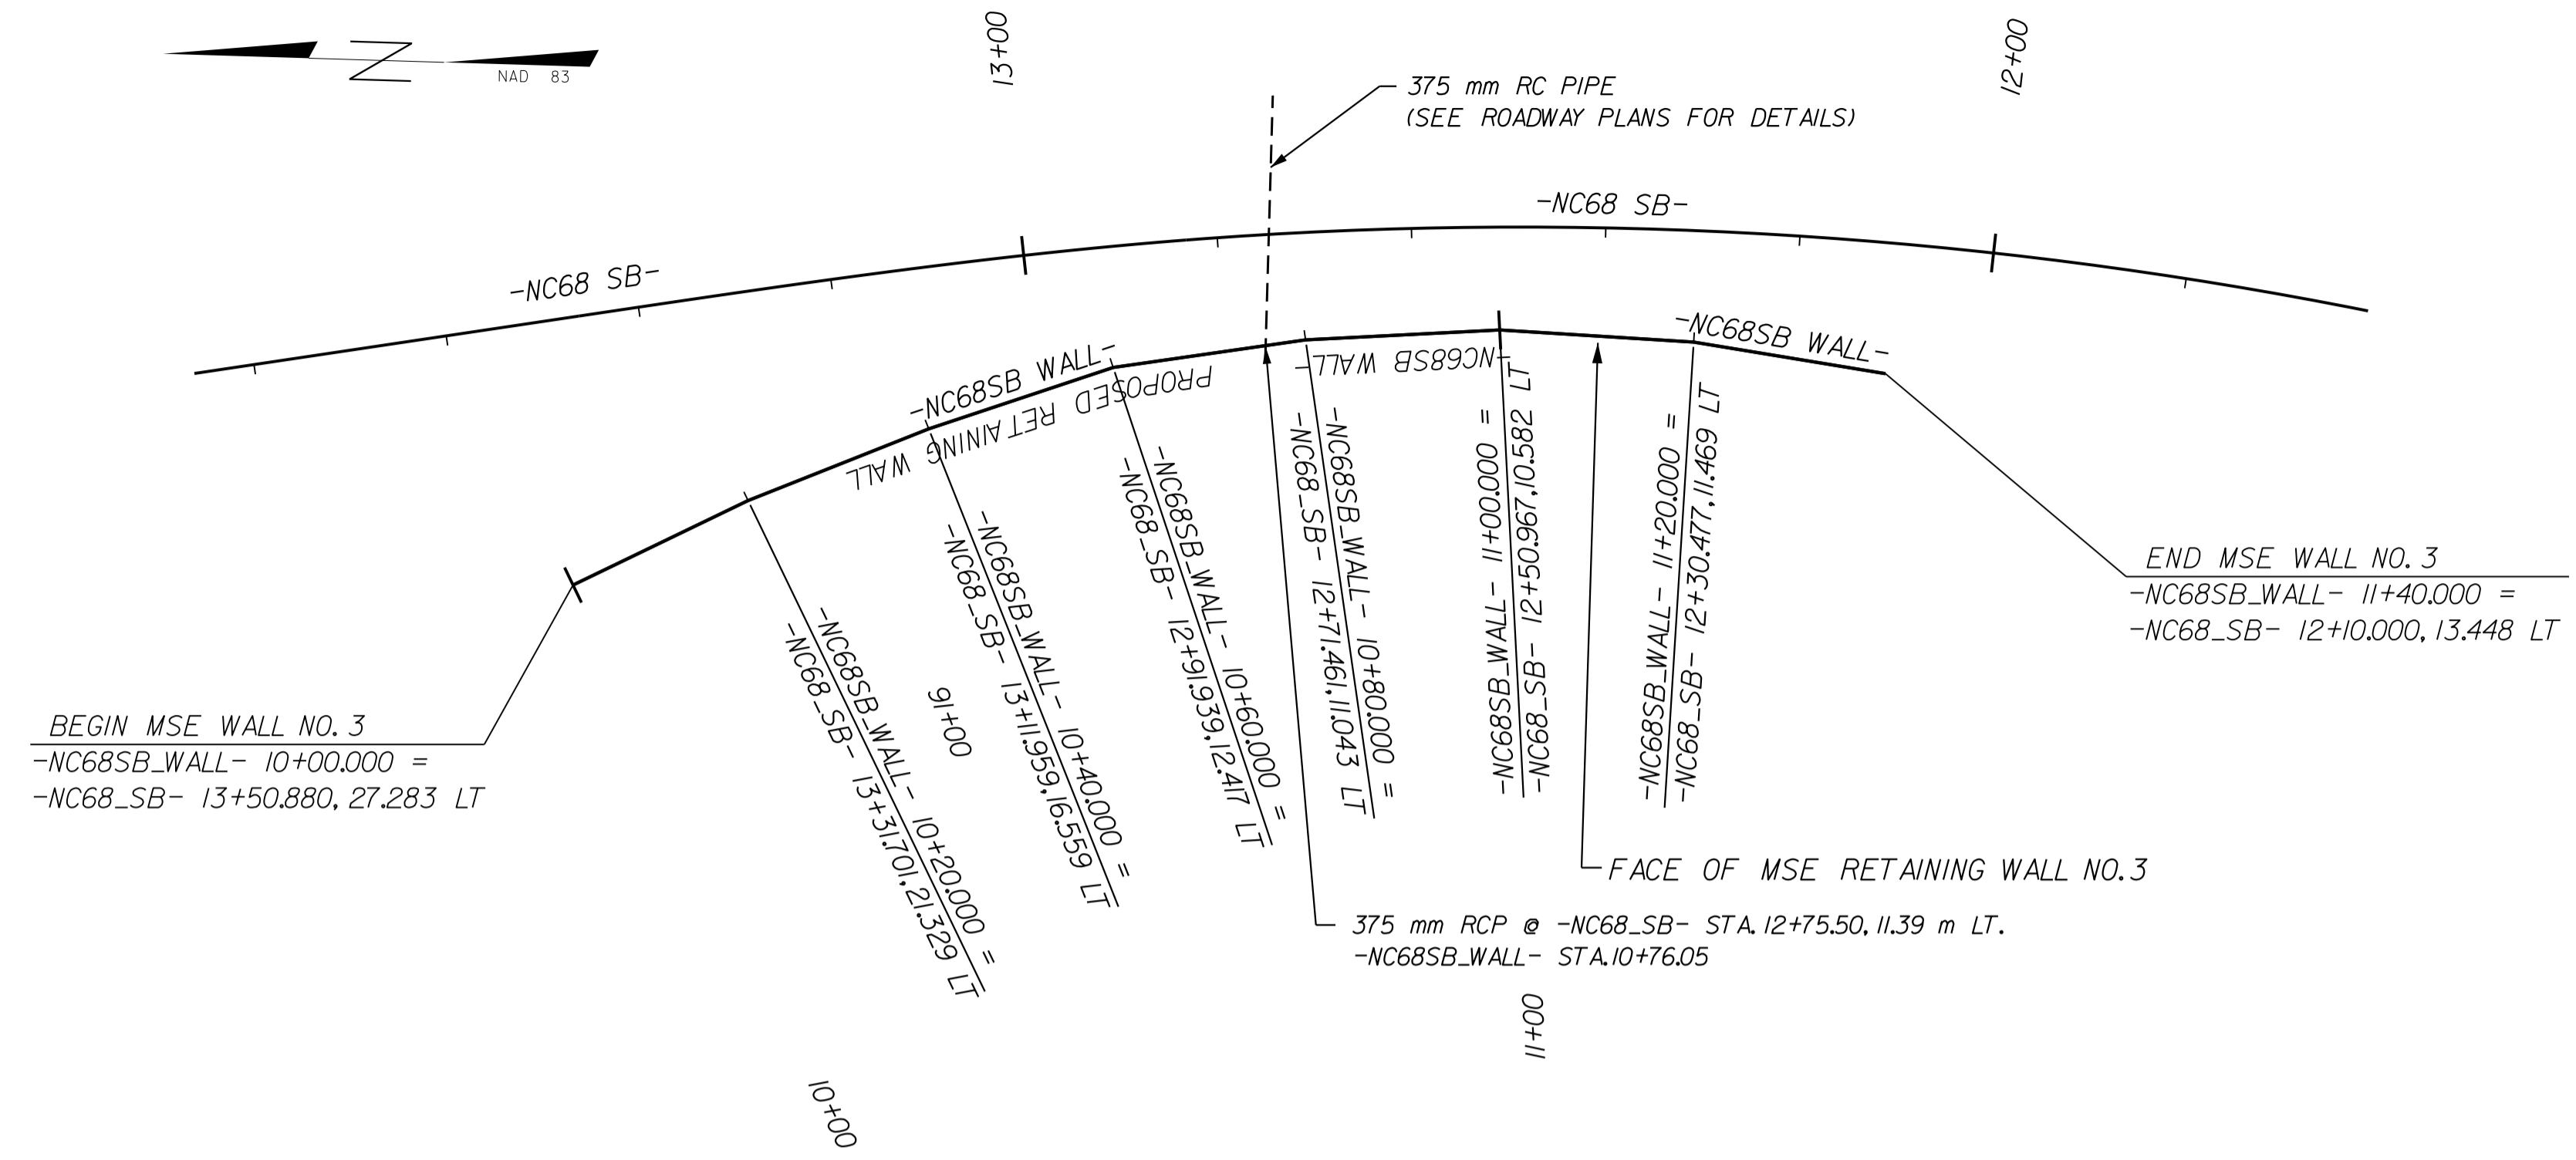 N
NAD 83
13+00
12+00
375 mm RC PIPE
(SEE ROADWAY PLANS FOR DETAILS)
-NC68 SB-
-NC68 SB-
-NC68SB WALL-
-NC68SB WALL-
-NC68SB WALL-
PROPOSED RETAINING WALL
BEGIN MSE WALL NO. 3
-NC68SB_WALL- 10+00.000 =
-NC68_SB- 13+50.880, 27.283 LT
-NC68SB_WALL- 10+20.000 =
-NC68_SB- 13+31.701, 21.329 LT
91+00
-NC68SB_WALL- 10+40.000 =
-NC68_SB- 13+11.959, 16.559 LT
-NC68SB_WALL- 10+60.000 =
-NC68_SB- 12+91.939, 12.417 LT
-NC68SB_WALL- 10+80.000 =
-NC68_SB- 12+71.461, 11.043 LT
-NC68SB_WALL- 11+00.000 =
-NC68_SB- 12+50.967, 10.582 LT
-NC68SB_WALL- 11+20.000 =
-NC68_SB- 12+30.477, 11.469 LT
END MSE WALL NO. 3
-NC68SB_WALL- 11+40.000 =
-NC68_SB- 12+10.000, 13.448 LT
FACE OF MSE RETAINING WALL NO. 3
375 mm RCP @ -NC68_SB- STA. 12+75.50, 11.39 m LT.
-NC68SB_WALL- STA. 10+76.05
11+00
10+00